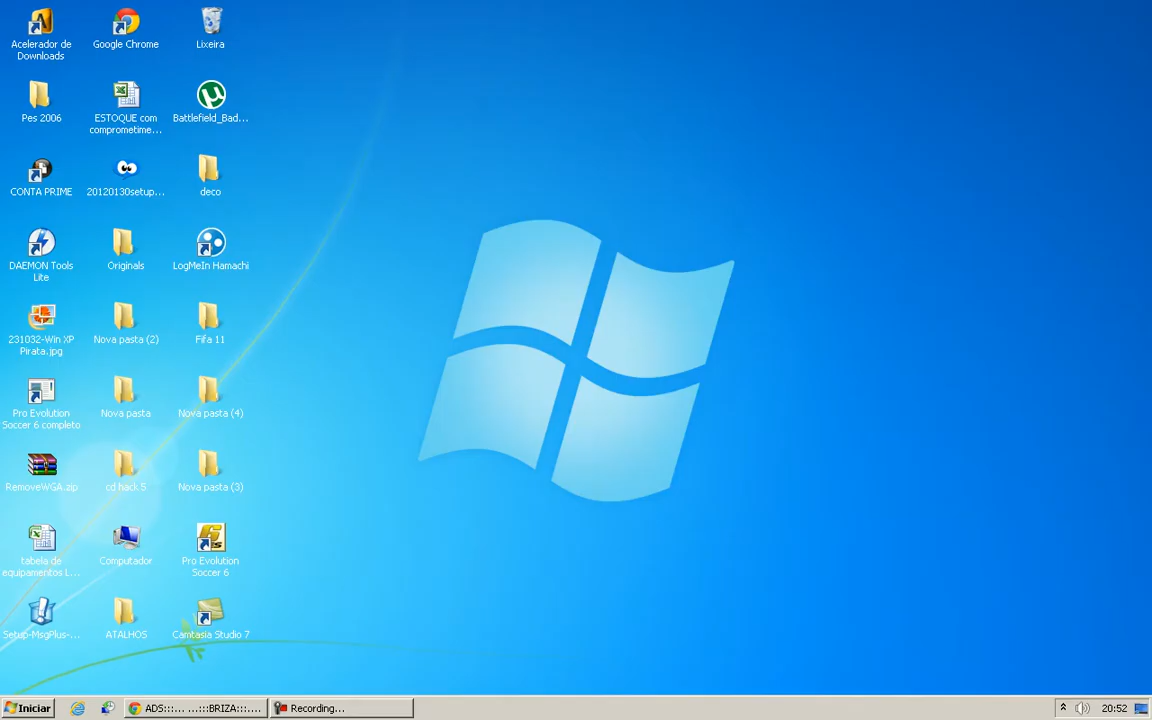 Acelerador de
Downloads
Google Chrome
Lixeira
Pes 2006
ESTOQUE com
comprometime...
Battlefield_Bad...
CONTA PRIME
20120130setup...
deco
DAEMON Tools
Lite
Originals
LogMeIn Hamachi
231032-Win XP
Pirata.jpg
Nova pasta (2)
Fifa 11
Pro Evolution
Soccer 6 completo
Nova pasta
Nova pasta (4)
RemoveWGA.zip
cd hack 5
Nova pasta (3)
tabela de
equipamentos L...
Computador
Pro Evolution
Soccer 6
Setup-MsgPlus-...
ATALHOS
Camtasia Studio 7
Iniciar
ADS::::... ...:::BRIZA:::....
Recording...
20:52